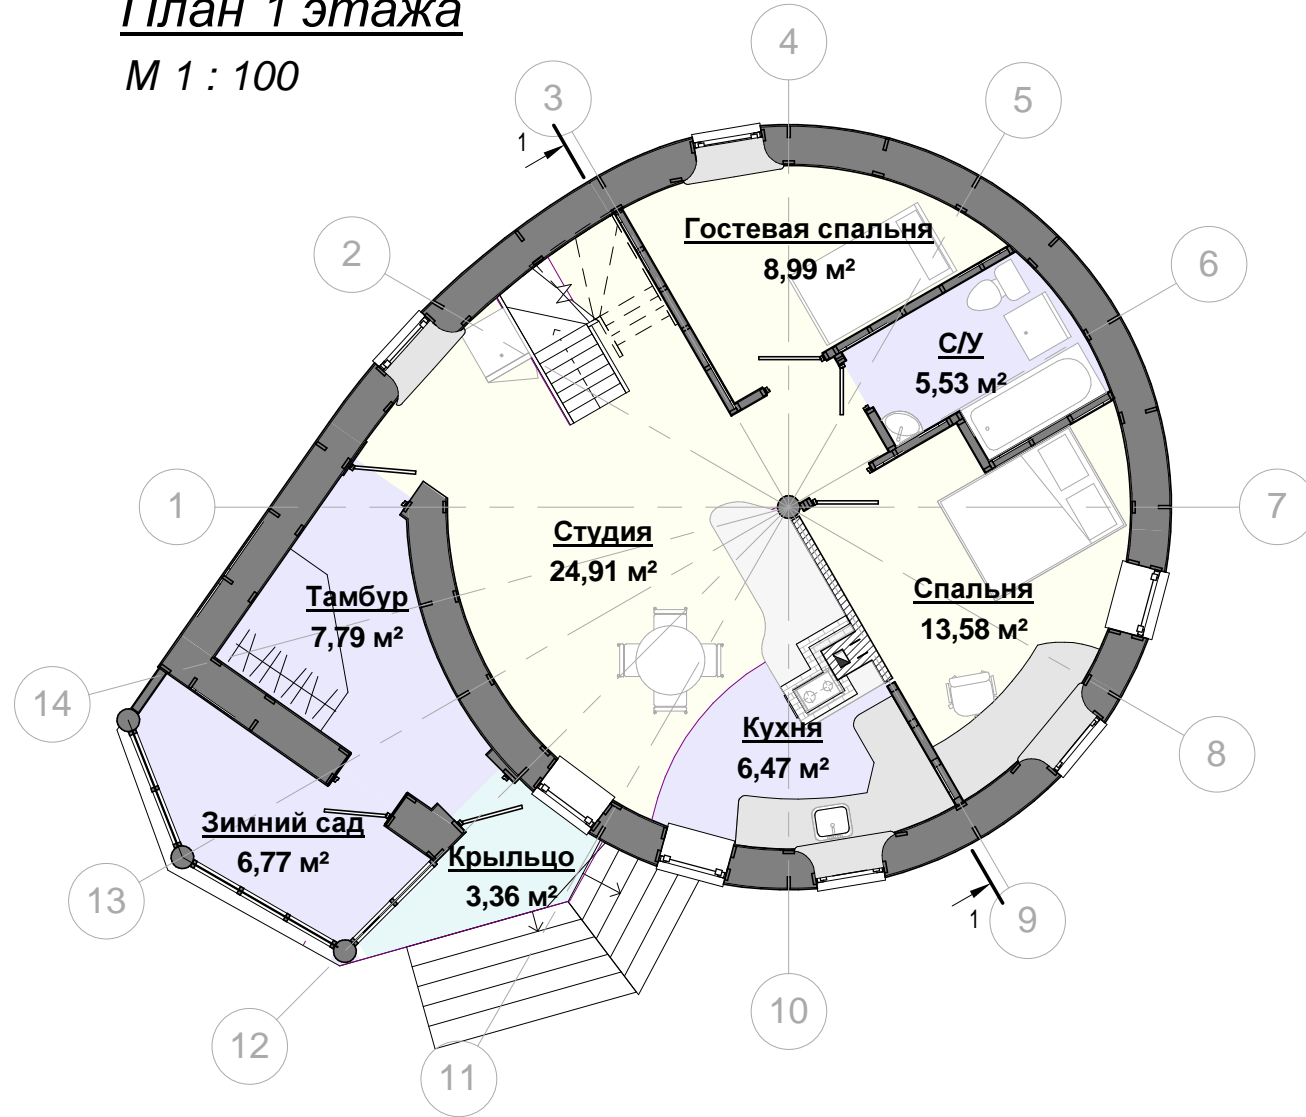 План 1 этажа
М 1 : 100
4
3
5
1
2
6
Гостевая спальня
8,99 м²
С/У
5,53 м²
1
7
Студия
24,91 м²
Тамбур
7,79 м²
Спальня
13,58 м²
14
8
Кухня
6,47 м²
Зимний сад
6,77 м²
Крыльцо
3,36 м²
13
1
9
10
12
11